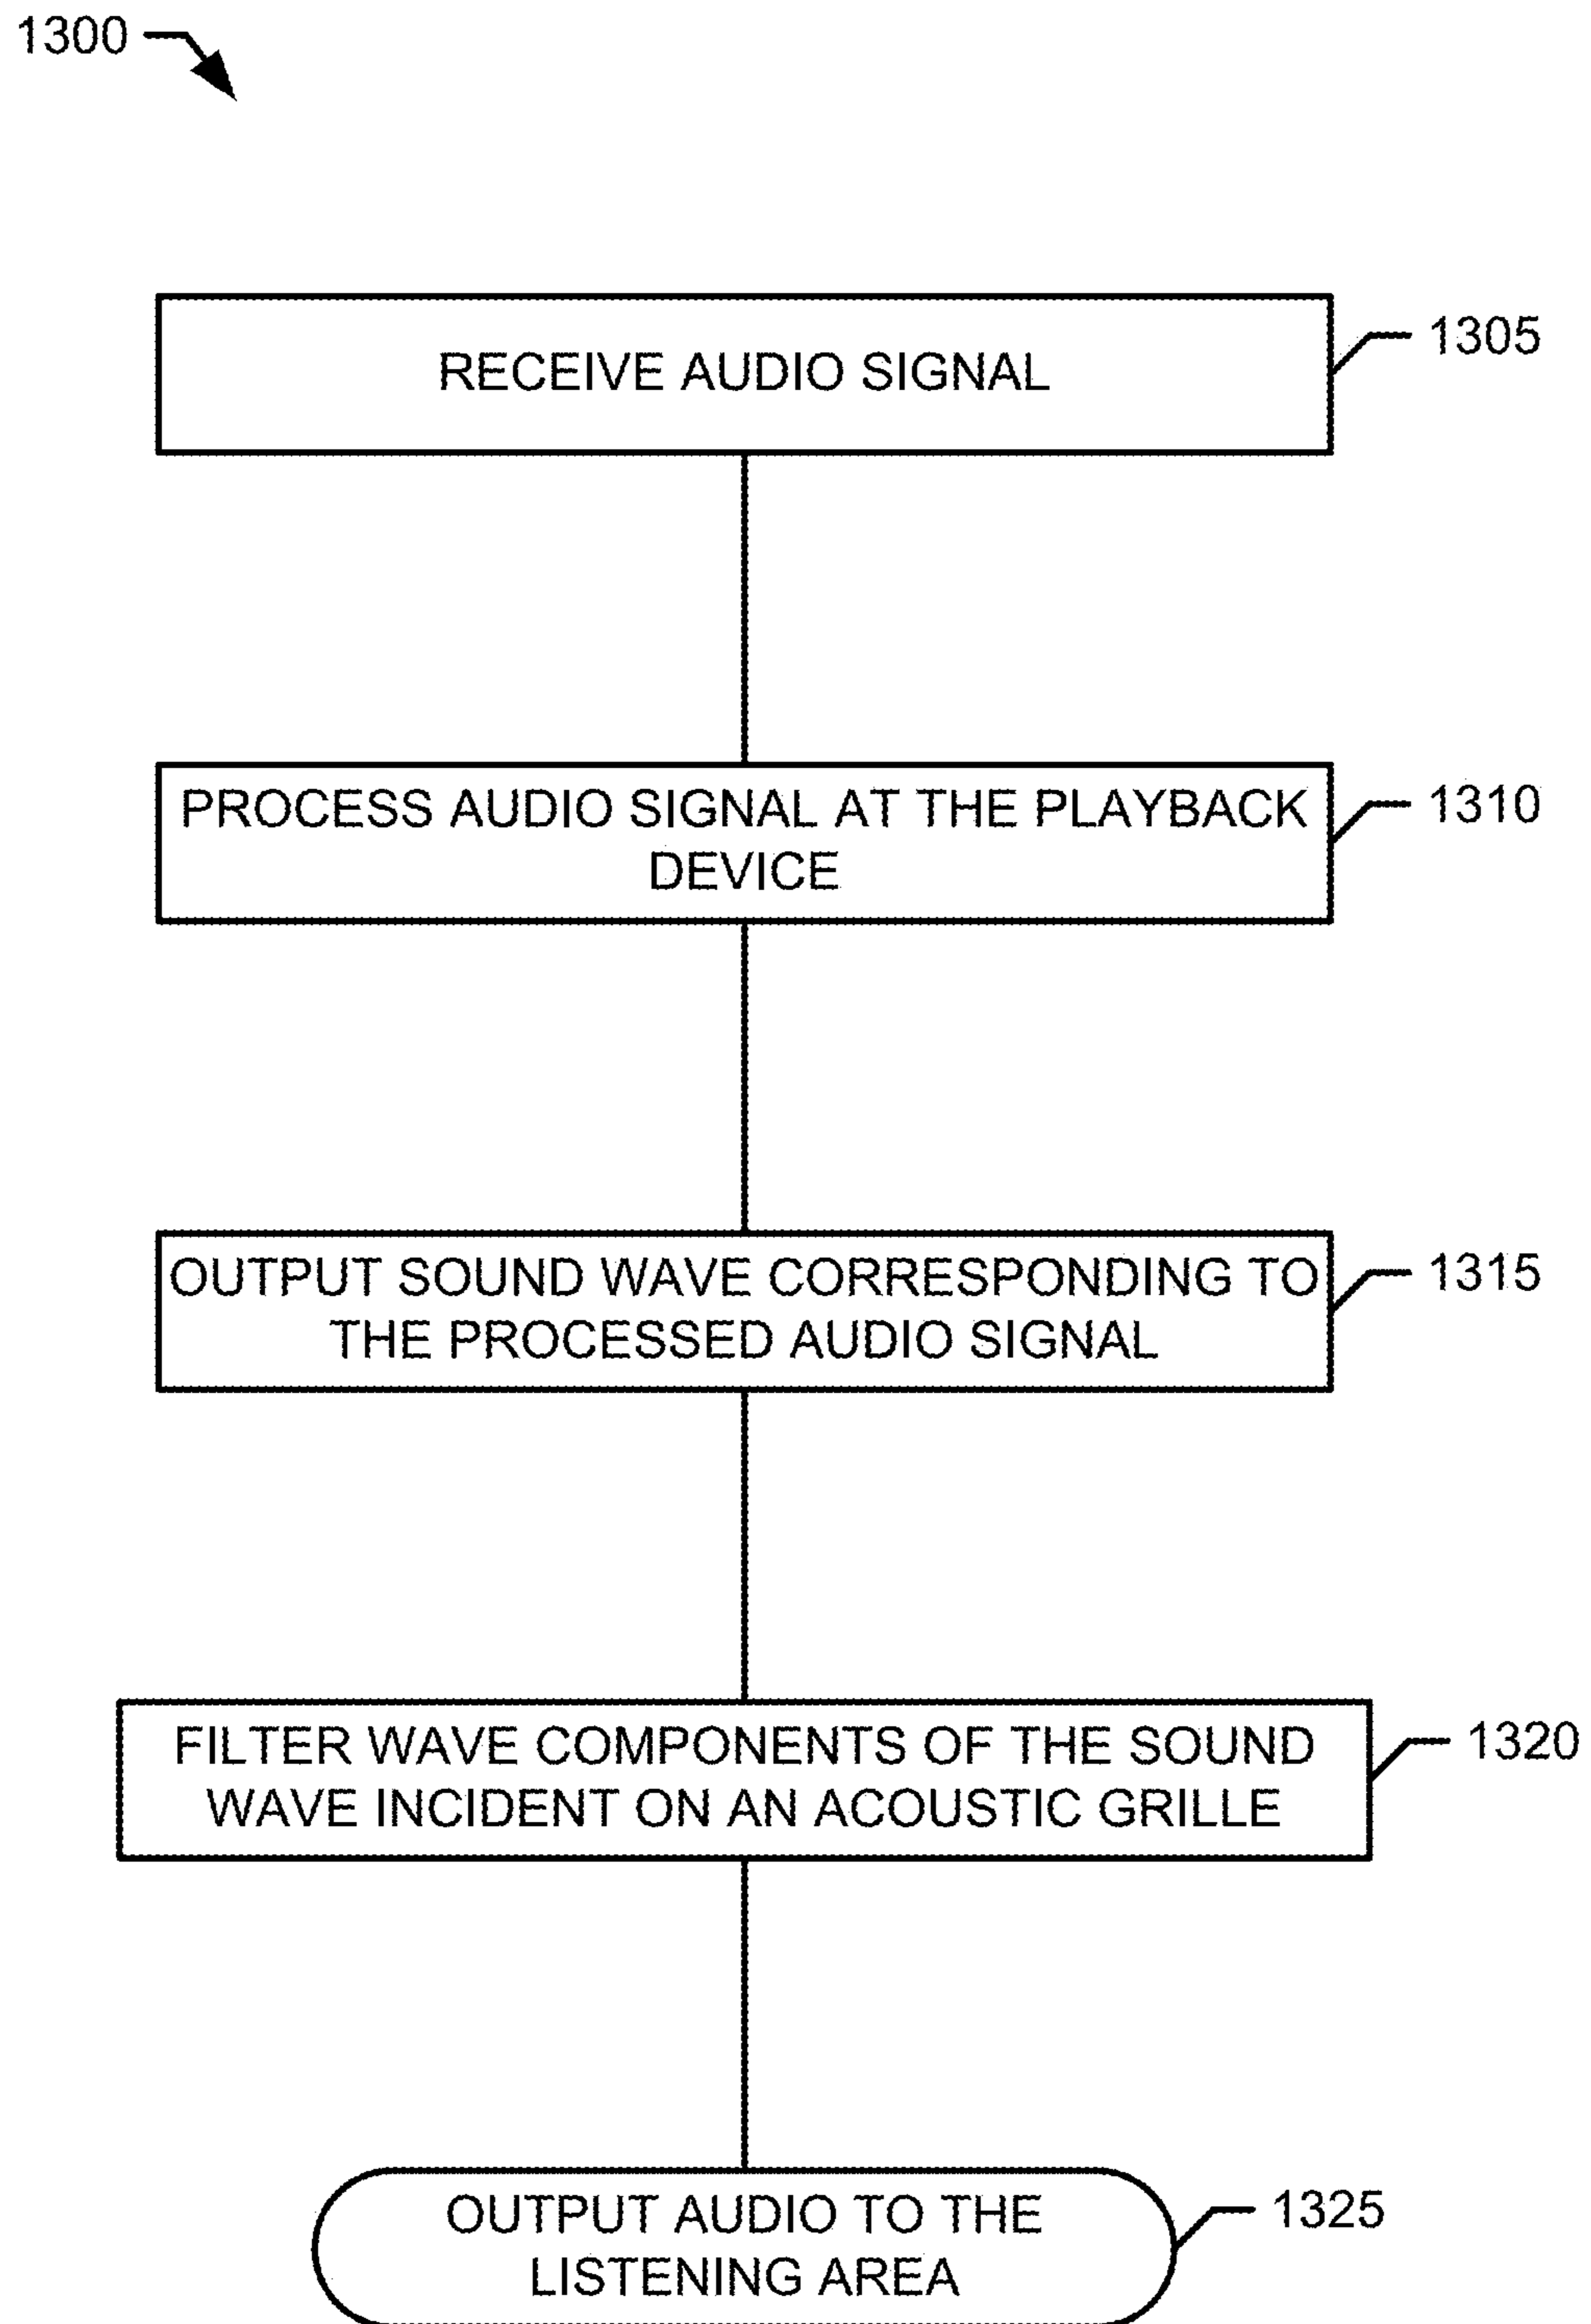 1300
RECEIVE AUDIO SIGNAL
1305
PROCESS AUDIO SIGNAL AT THE PLAYBACK
DEVICE
1310
OUTPUT SOUND WAVE CORRESPONDING TO
THE PROCESSED AUDIO SIGNAL
1315
FILTER WAVE COMPONENTS OF THE SOUND
WAVE INCIDENT ON AN ACOUSTIC GRILLE
1320
OUTPUT AUDIO TO THE
LISTENING AREA
1325